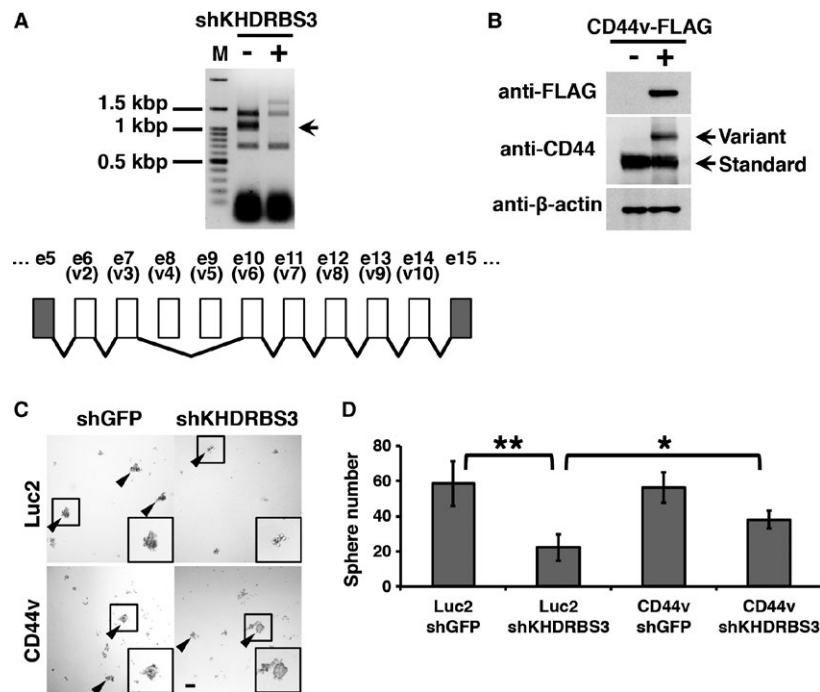 A
shKHDRBS3
M - +
1.5 kbp
1 kbp
0.5 kbp
B
CD44v-FLAG
- +
anti-FLAG
anti-CD44
Variant
Standard
anti-β-actin
... e5 e6 e7 e8 e9 e10 e11 e12 e13 e14 e15 ...
(v2) (v3) (v4) (v5) (v6) (v7) (v8) (v9) (v10)
C
shGFP shKHDRBS3
Luc2
CD44v
D
** *
Sphere number
80
60
40
20
0
Luc2 Luc2 CD44v CD44v
shGFP shKHDRBS3 shGFP shKHDRBS3